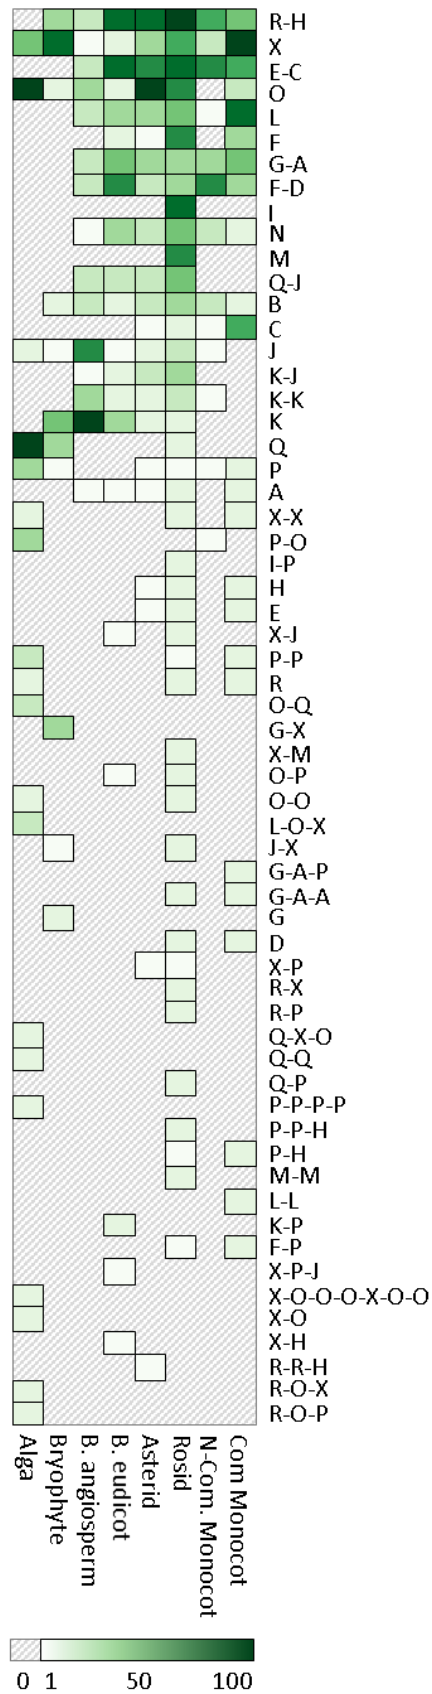 R-H
X
E-C
O
L
F
G-A
F-D
I
N
M
Q-J
B
C
J
K-J
K-K
K
Q
P
A
X-X
P-O
I-P
H
E
X-J
P-P
R
O-Q
G-X
X-M
O-P
O-O
L-O-X
J-X
G-A-P
G-A-A
G
D
X-P
R-X
R-P
Q-X-O
Q-Q
Q-P
P-P-P-P
P-P-H
P-H
M-M
L-L
K-P
F-P
X-P-J
X-O-O-O-X-O-O
X-O
X-H
R-R-H
R-O-X
R-O-P
Alga
Bryophyte
B. angiosperm
B. eudicot
Asterid
Rosid
N-Com. Monocot
Com Monocot
0 1 50 100